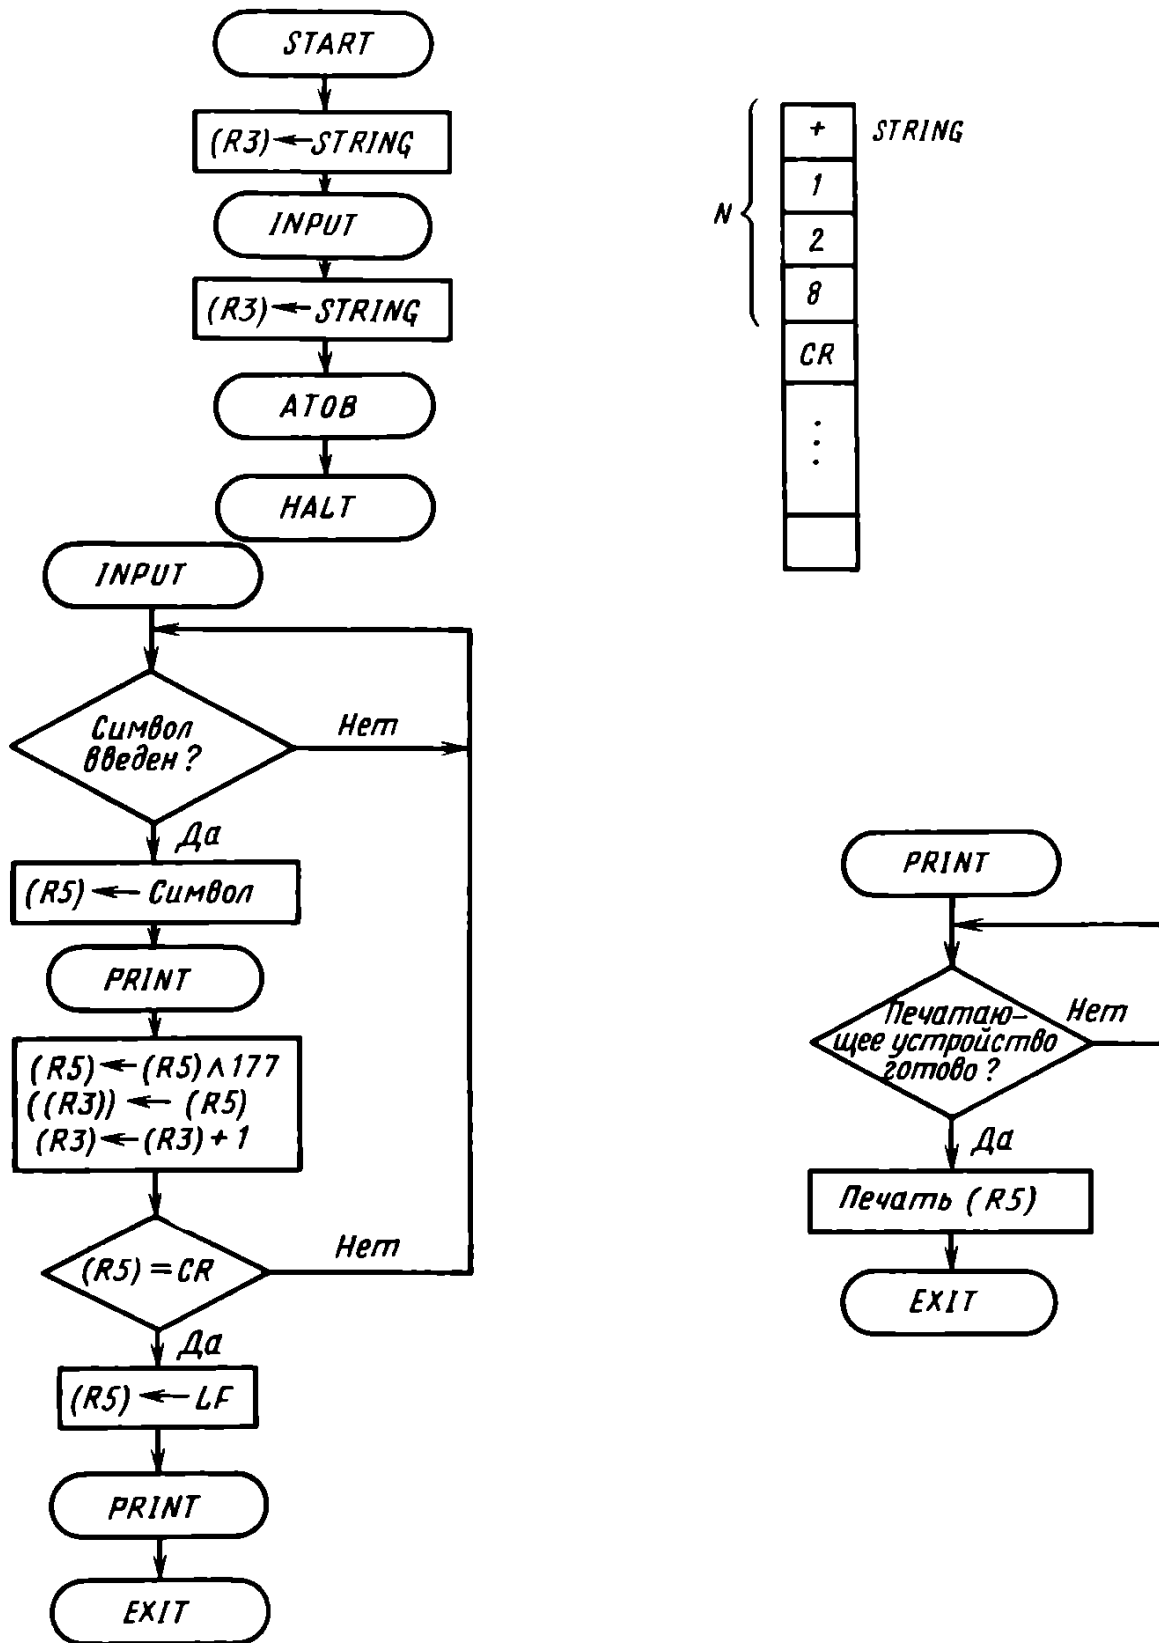 START
(R3)←STRING
INPUT
(R3)←STRING
ATOB
HALT
+ STRING
1
N
2
8
CR
INPUT
Символ
введен?
Нет
Да
(R5)←Символ
PRINT
(R5)←(R5)∧177
((R3))←(R5)
(R3)←(R3)+1
(R5)=CR
Нет
Да
(R5)←LF
PRINT
EXIT
PRINT
Печатаю-
щее устройство
готово?
Нет
Да
Печать (R5)
EXIT